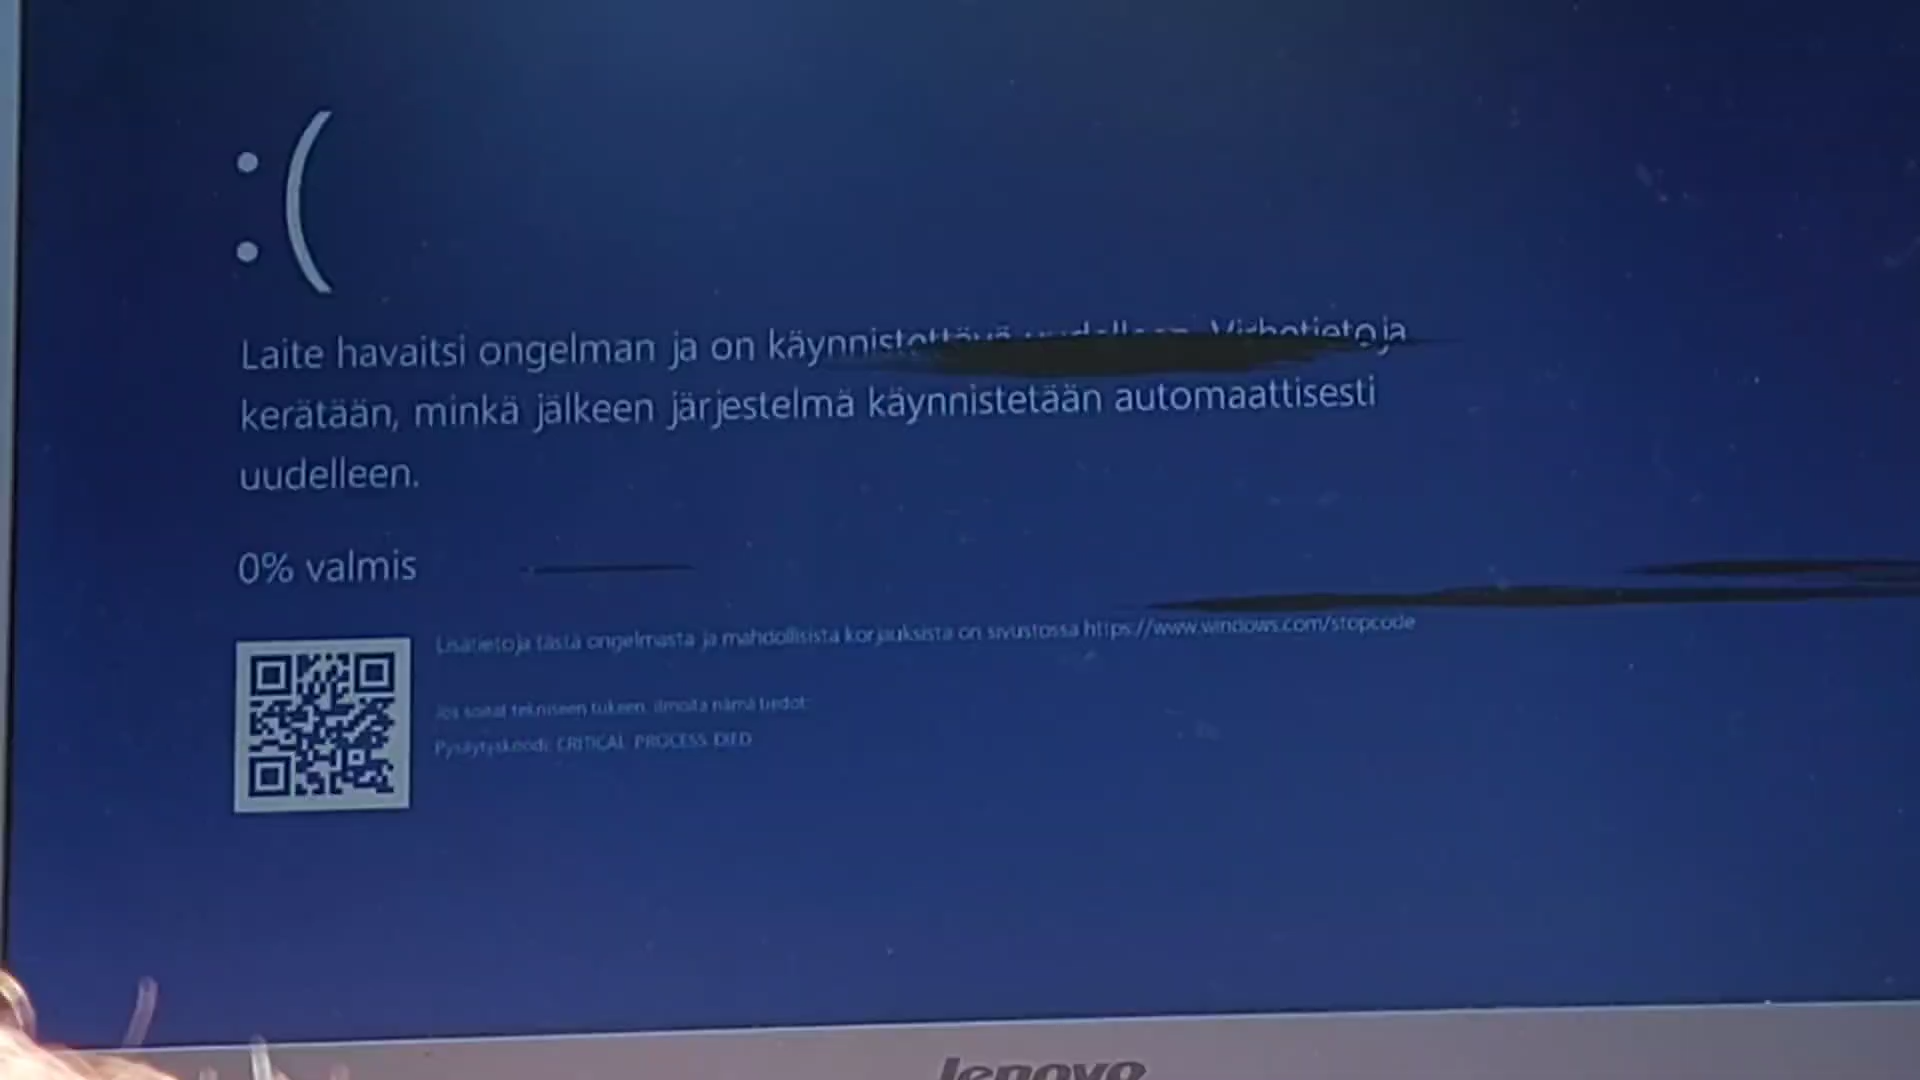 :(
Laite havaitsi ongelman ja on käynnistettävä uudelleen. Virhetietoja
kerätään, minkä jälkeen järjestelmä käynnistetään automaattisesti
uudelleen.
0% valmis
Lisätietoja tästä ongelmasta ja mahdollisista korjauksista on sivustossa https://www.windows.com/stopcode
Jos soitat tekniseen tukeen, ilmoita nämä tiedot:
Pysäytyskoodi: CRITICAL PROCESS DIED
lenovo